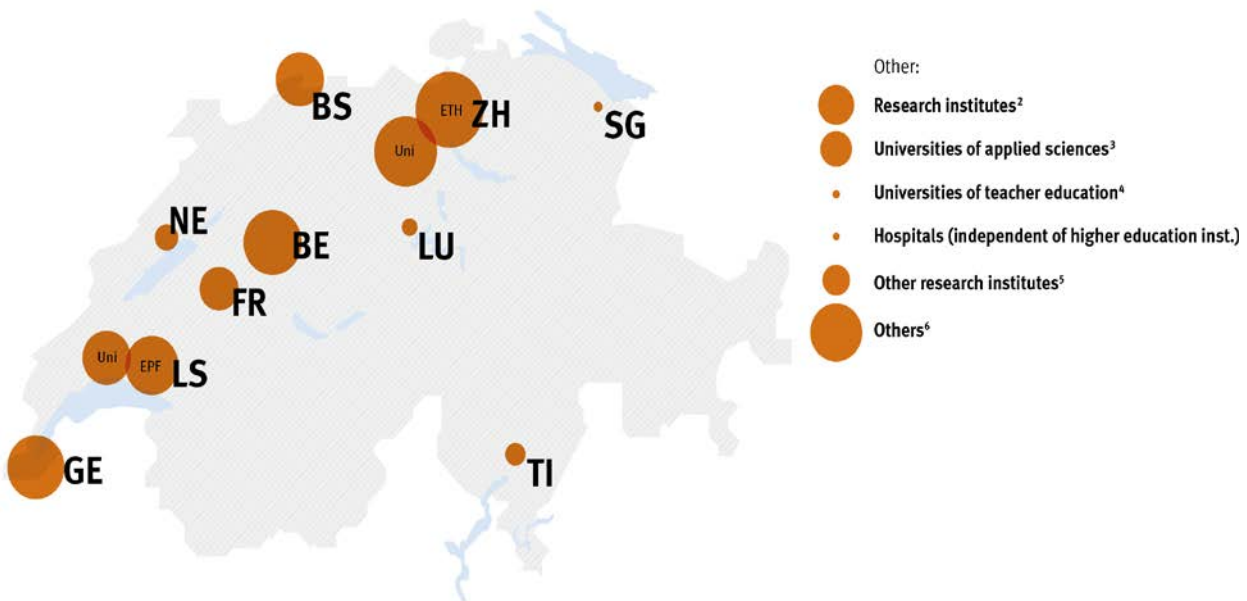 BS
ETH
ZH
Uni
SG
NE
BE
LU
FR
Uni
EPF
LS
GE
TI
Other:
Research institutes²
Universities of applied sciences³
Universities of teacher education⁴
Hospitals (independent of higher education inst.)
Other research institutes⁵
Others⁶